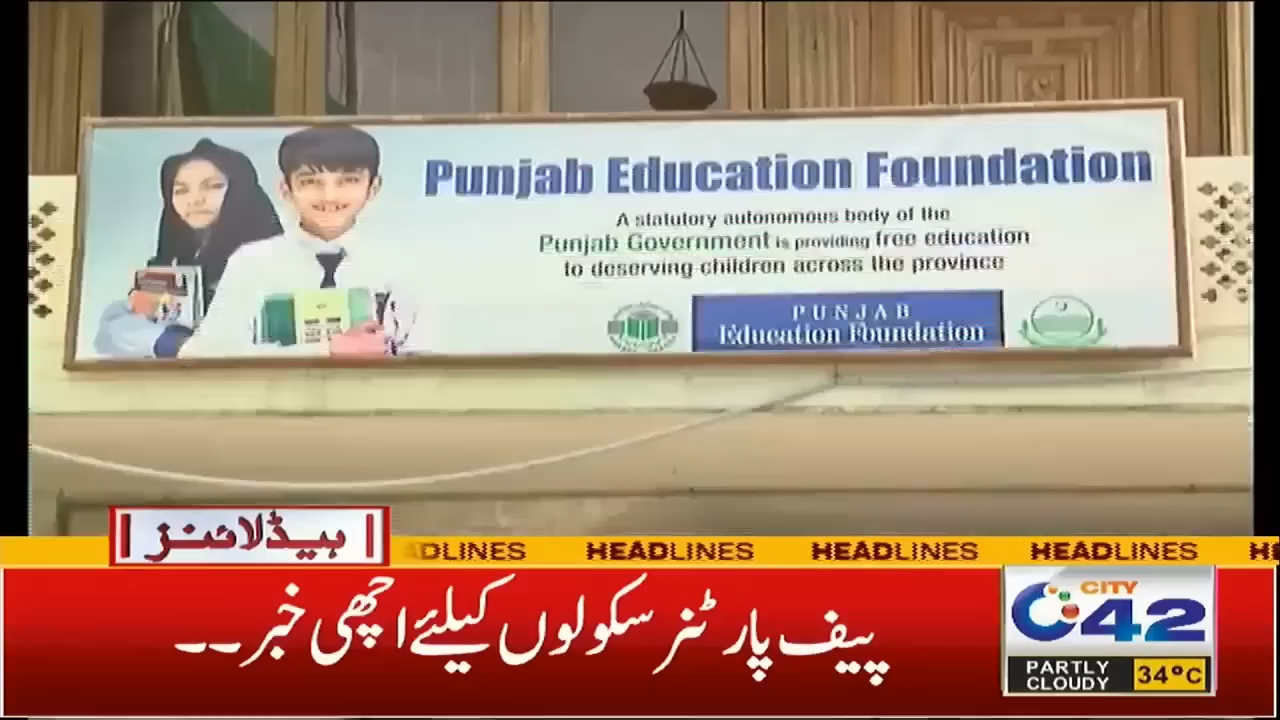 Punjab Education Foundation
A statutory autonomous body of the
Punjab Government is providing free education
to deserving children across the province
PUNJAB
Education Foundation
ہیڈلائنز
ADLINES HEADLINES HEADLINES HEADLINES HE
پیف پارٹنر سکولوں کیلئے اچھی خبر۔۔
CITY
42
PARTLY
CLOUDY
34°C